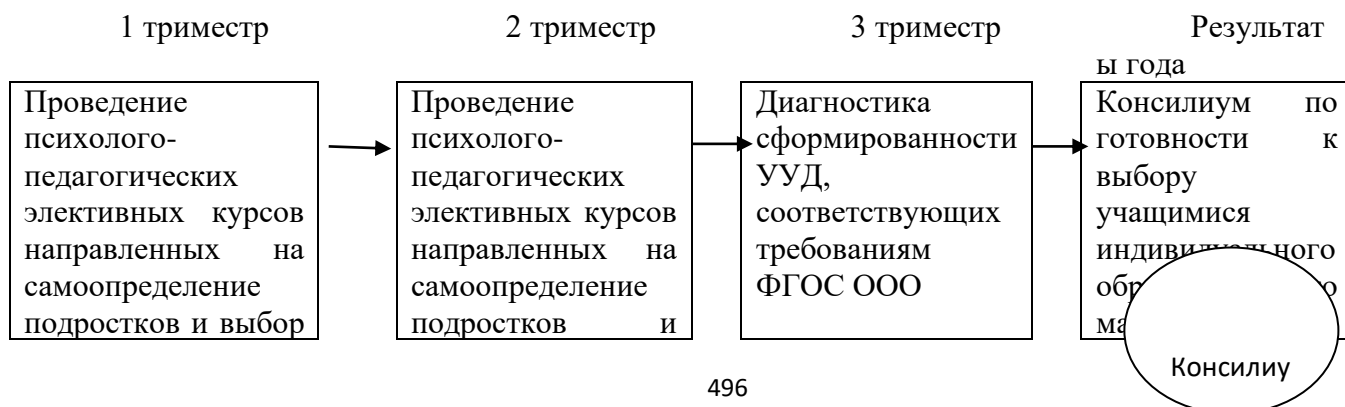 1 триместр
2 триместр
3 триместр
Результат
ы года
Проведение
психолого-
педагогических
элективных курсов
направленных на
самоопределение
подростков и выбор
Проведение
психолого-
педагогических
элективных курсов
направленных на
самоопределение
подростков и
Диагностика
сформированности
УУД,
соответствующих
требованиям
ФГОС ООО
Консилиум по
готовности к
выбору
учащимися
индивидуального
Консилиу
496